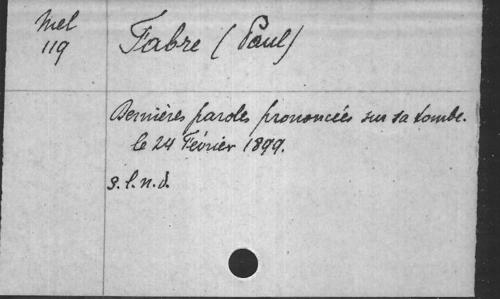 Mel
119
Fabre (Paul)
Dernières paroles prononcées sur sa tombe.
le 24 Février 1899.
s.l.n.d.